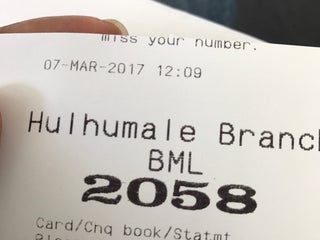 miss your number.
07-MAR-2017 12:09
Hulhumale Branch
BML
2058
Card/Cnq book/Statmt